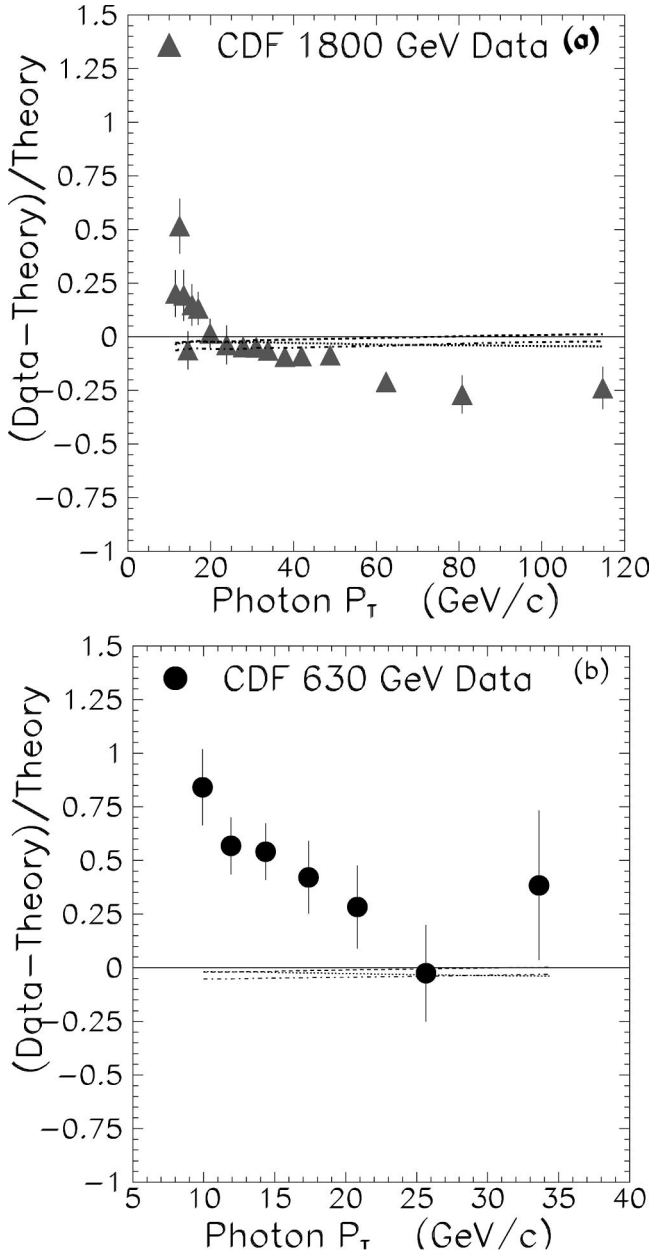 1.5
CDF 1800 GeV Data (a)
1.25
1
0.75
0.5
0.25
0
−0.25
−0.5
−0.75
−1
(Data−Theory)/Theory
0 20 40 60 80 100 120
Photon P_T (GeV/c)
1.5
CDF 630 GeV Data (b)
1.25
1
0.75
0.5
0.25
0
−0.25
−0.5
−0.75
−1
(Data−Theory)/Theory
5 10 15 20 25 30 35 40
Photon P_T (GeV/c)